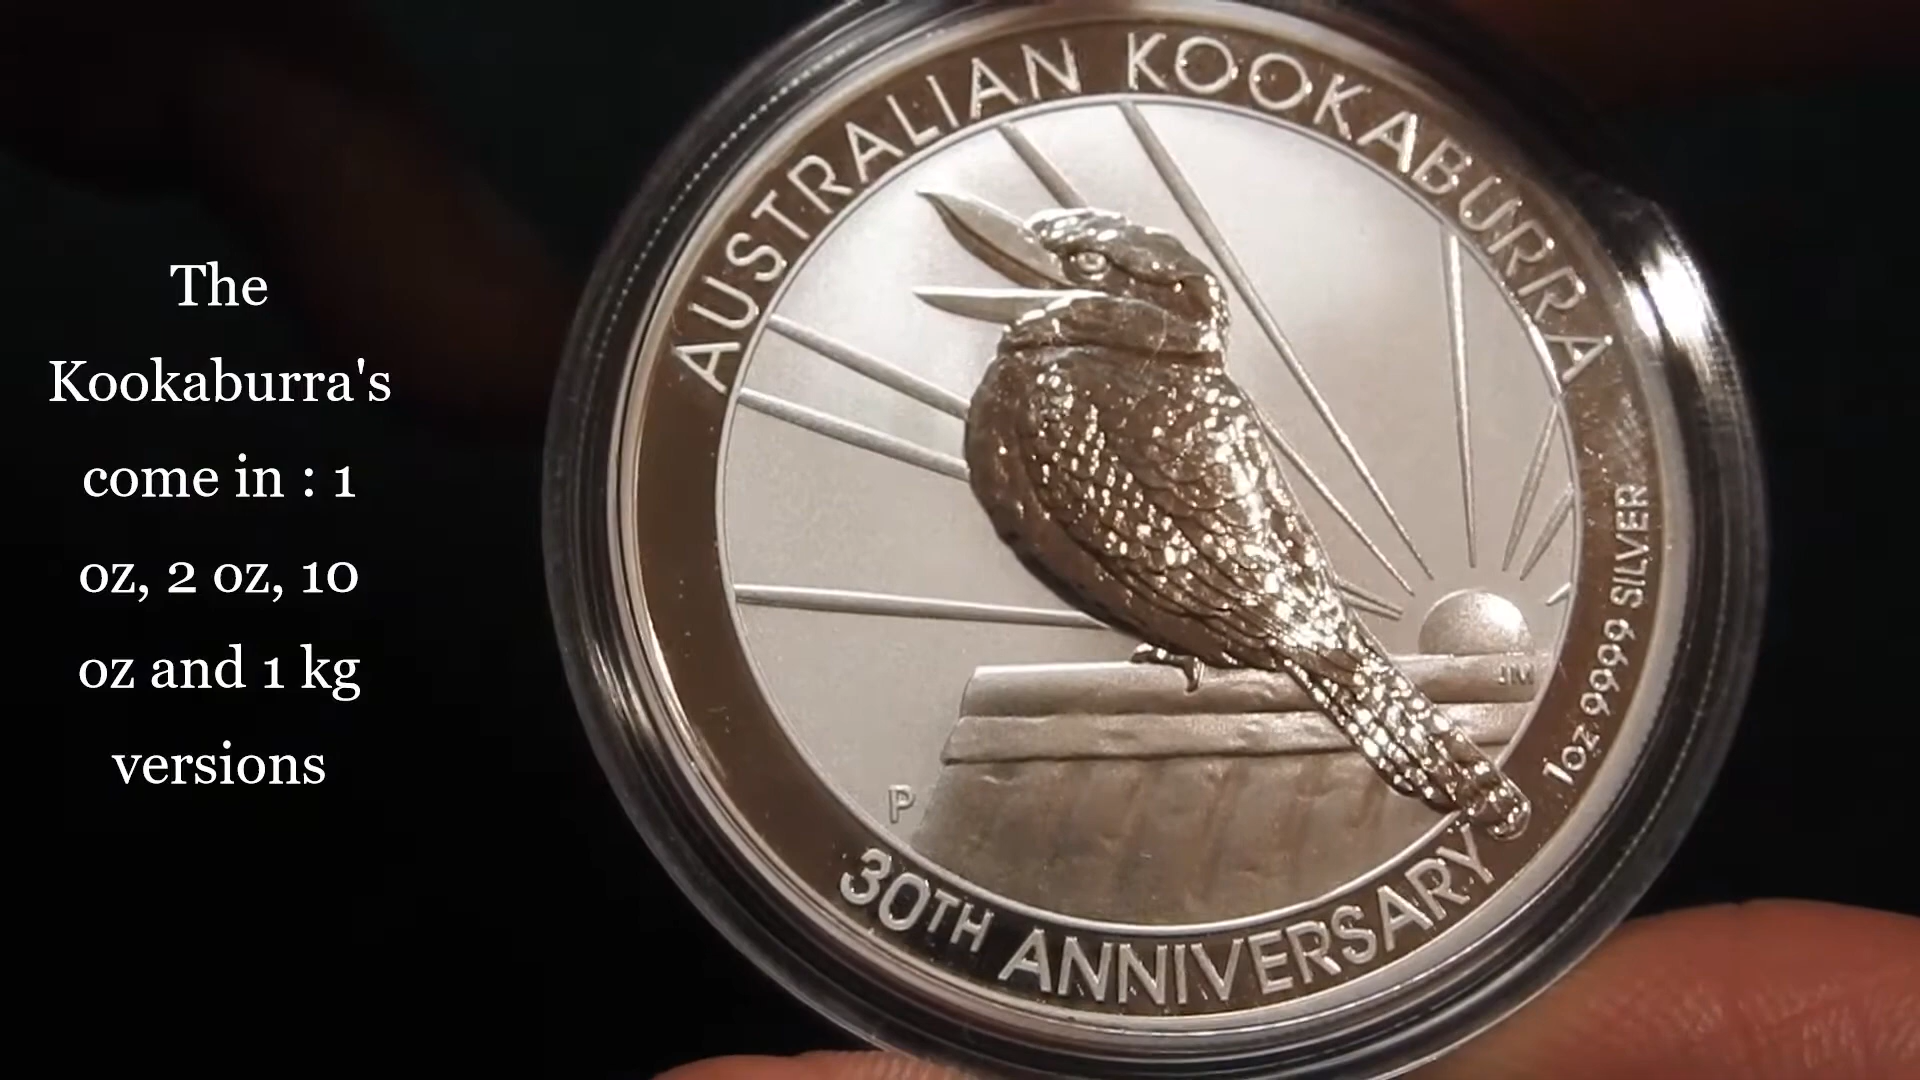 The
Kookaburra's
come in : 1
oz, 2 oz, 10
oz and 1 kg
versions
AUSTRALIAN KOOKABURRA
1oz 9999 SILVER
JM
P
30TH ANNIVERSARY